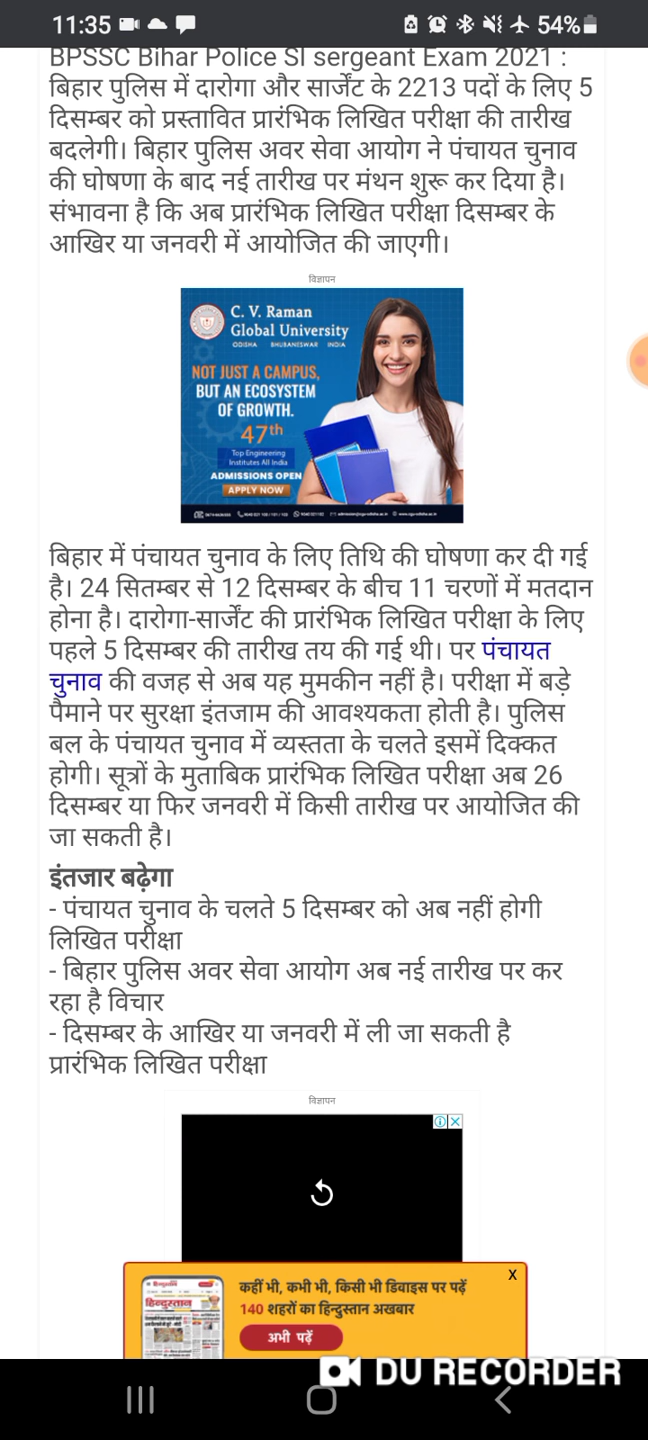 11:35
54%
BPSSC Bihar Police SI sergeant Exam 2021 :
बिहार पुलिस में दारोगा और सार्जेंट के 2213 पदों के लिए 5
दिसम्बर को प्रस्तावित प्रारंभिक लिखित परीक्षा की तारीख
बदलेगी। बिहार पुलिस अवर सेवा आयोग ने पंचायत चुनाव
की घोषणा के बाद नई तारीख पर मंथन शुरू कर दिया है।
संभावना है कि अब प्रारंभिक लिखित परीक्षा दिसम्बर के
आखिर या जनवरी में आयोजित की जाएगी।
विज्ञापन
C. V. Raman
Global University
ODISHA BHUBANESWAR INDIA
NOT JUST A CAMPUS,
BUT AN ECOSYSTEM
OF GROWTH.
47th
Top Engineering
Institutes All India
ADMISSIONS OPEN
APPLY NOW
बिहार में पंचायत चुनाव के लिए तिथि की घोषणा कर दी गई
है। 24 सितम्बर से 12 दिसम्बर के बीच 11 चरणों में मतदान
होना है। दारोगा-सार्जेंट की प्रारंभिक लिखित परीक्षा के लिए
पहले 5 दिसम्बर की तारीख तय की गई थी। पर पंचायत
चुनाव की वजह से अब यह मुमकीन नहीं है। परीक्षा में बड़े
पैमाने पर सुरक्षा इंतजाम की आवश्यकता होती है। पुलिस
बल के पंचायत चुनाव में व्यस्तता के चलते इसमें दिक्कत
होगी। सूत्रों के मुताबिक प्रारंभिक लिखित परीक्षा अब 26
दिसम्बर या फिर जनवरी में किसी तारीख पर आयोजित की
जा सकती है।
इंतजार बढ़ेगा
- पंचायत चुनाव के चलते 5 दिसम्बर को अब नहीं होगी
लिखित परीक्षा
- बिहार पुलिस अवर सेवा आयोग अब नई तारीख पर कर
रहा है विचार
- दिसम्बर के आखिर या जनवरी में ली जा सकती है
प्रारंभिक लिखित परीक्षा
विज्ञापन
x
कहीं भी, कभी भी, किसी भी डिवाइस पर पढ़ें
140 शहरों का हिन्दुस्तान अखबार
हिन्दुस्तान
अभी पढ़ें
DU RECORDER